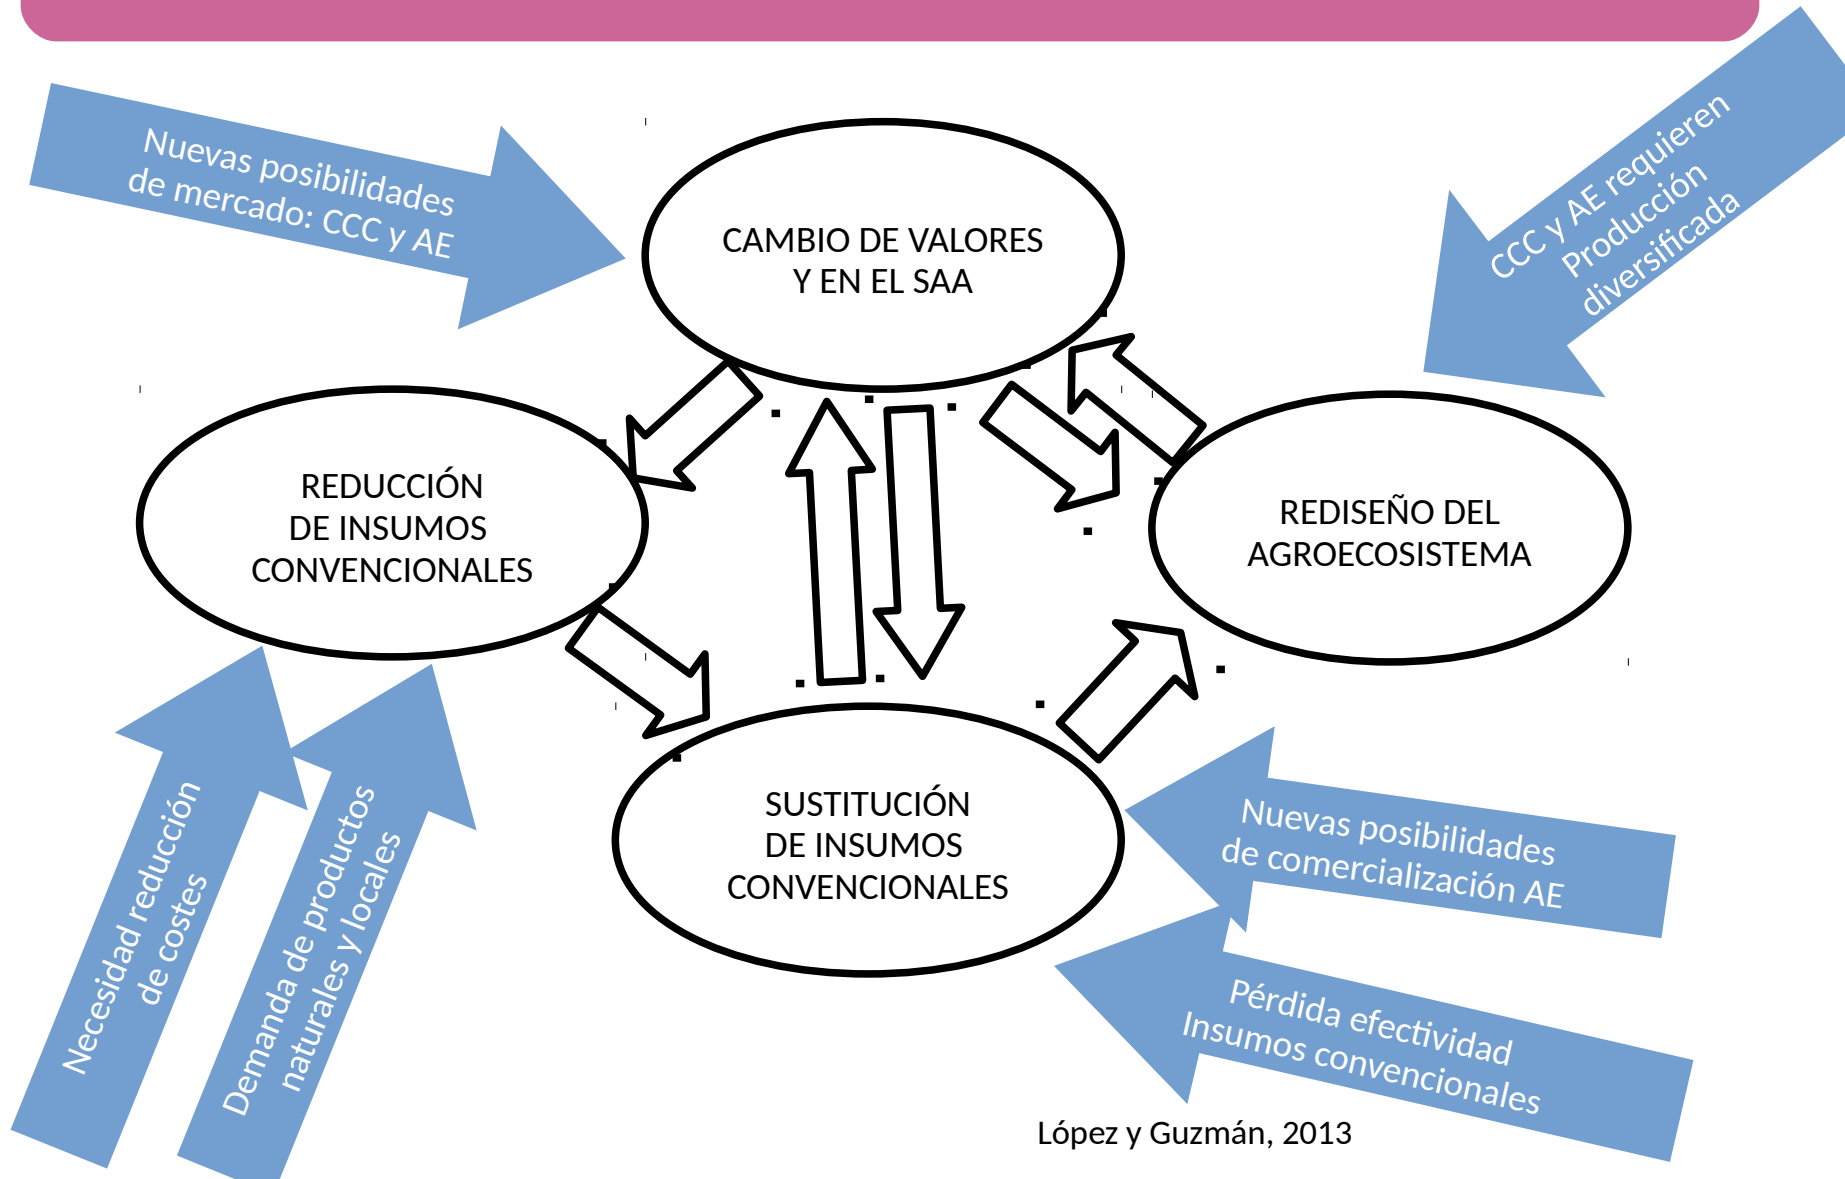 Nuevas posibilidades
de mercado: CCC y AE
CCC y AE requieren
Producción
diversificada
CAMBIO DE VALORES
Y EN EL SAA
REDUCCIÓN
DE INSUMOS
CONVENCIONALES
REDISEÑO DEL
AGROECOSISTEMA
SUSTITUCIÓN
DE INSUMOS
CONVENCIONALES
Necesidad reducción
de costes
Demanda de productos
naturales y locales
Nuevas posibilidades
de comercialización AE
Pérdida efectividad
Insumos convencionales
López y Guzmán, 2013